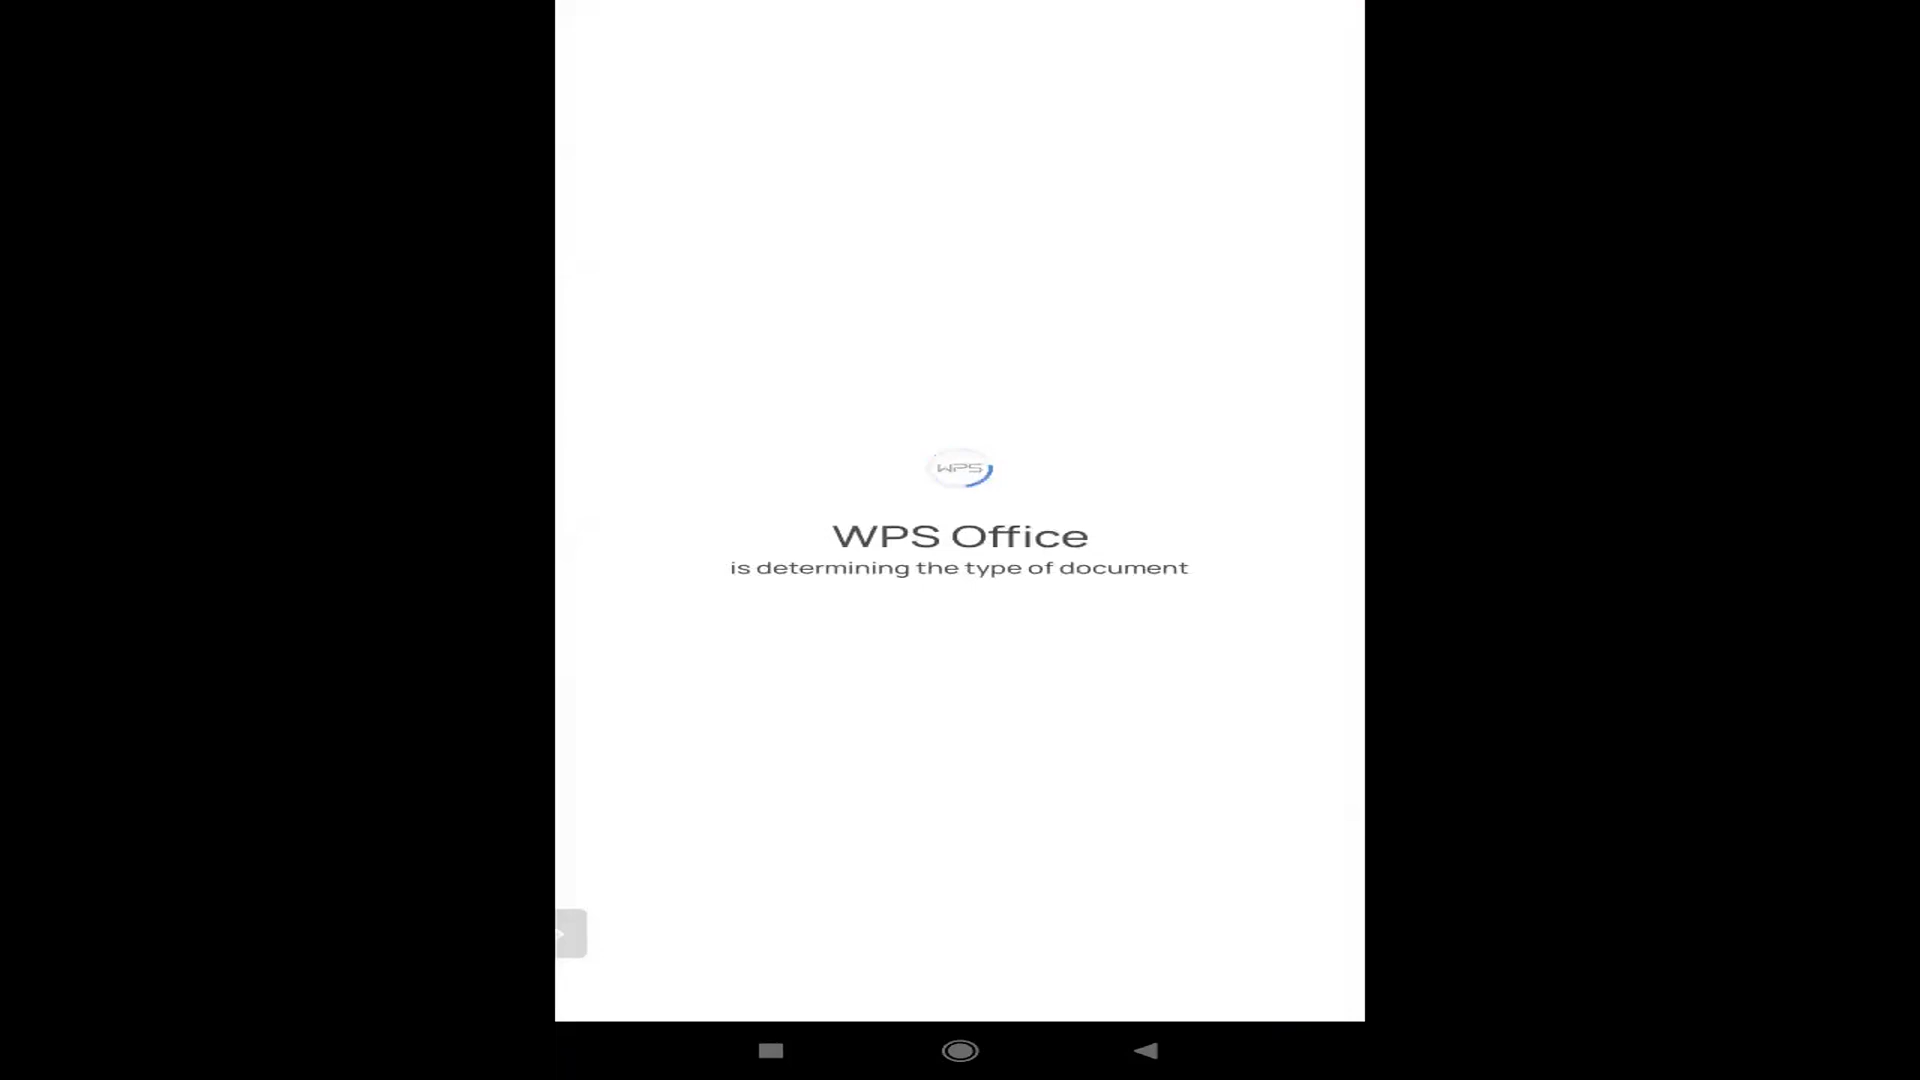 WPS
WPS Office
is determining the type of document